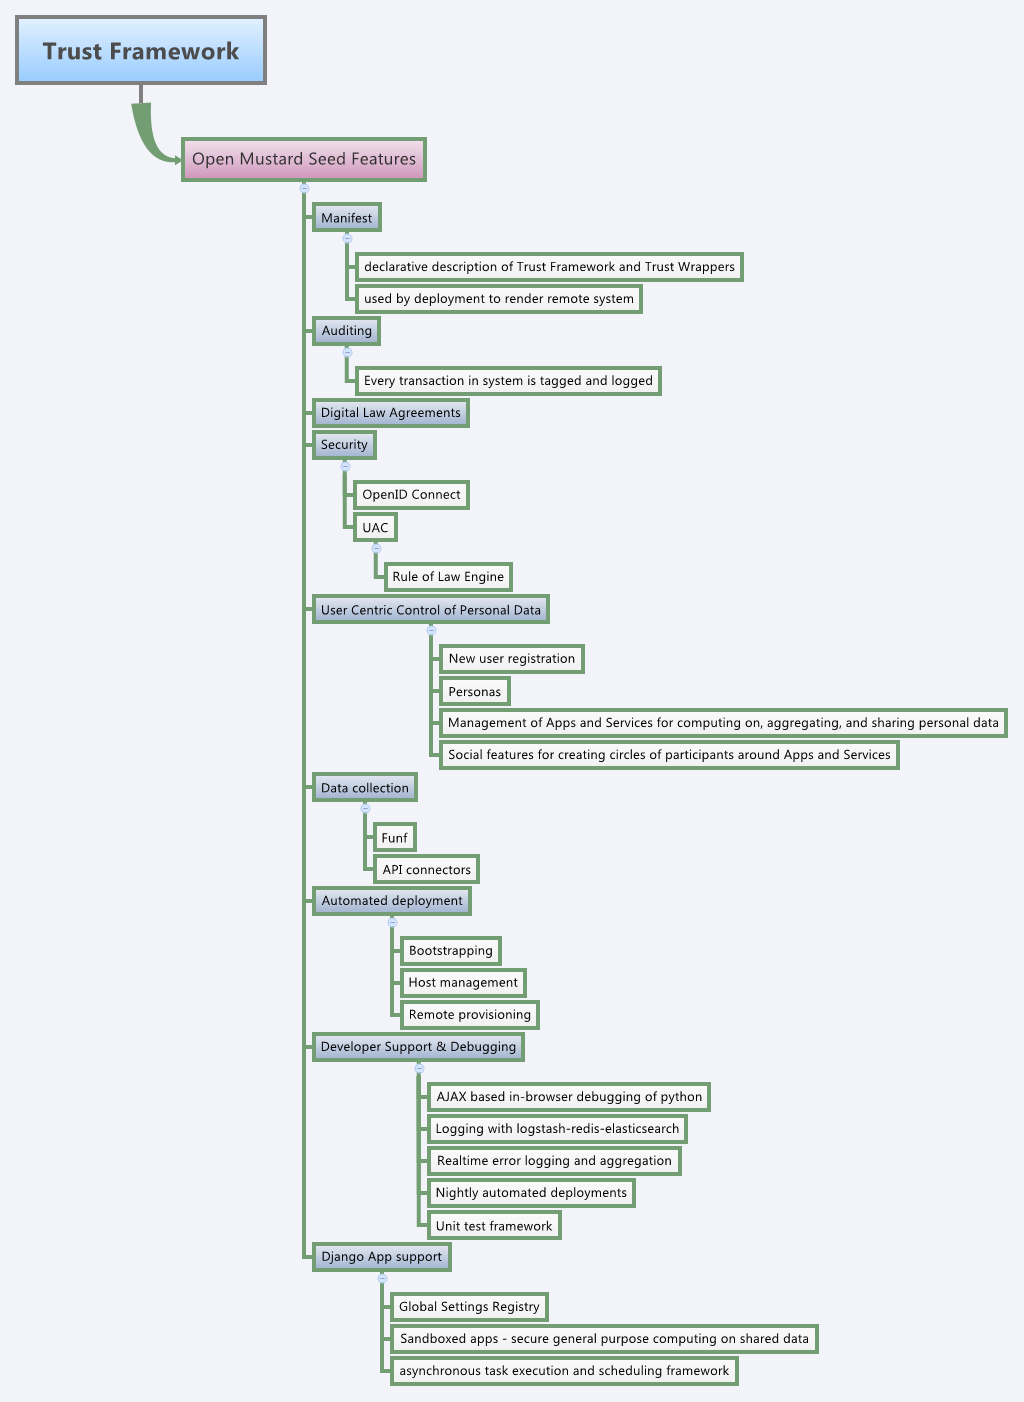 Trust Framework
Open Mustard Seed Features
Manifest
declarative description of Trust Framework and Trust Wrappers
used by deployment to render remote system
Auditing
Every transaction in system is tagged and logged
Digital Law Agreements
Security
OpenID Connect
UAC
Rule of Law Engine
User Centric Control of Personal Data
New user registration
Personas
Management of Apps and Services for computing on, aggregating, and sharing personal data
Social features for creating circles of participants around Apps and Services
Data collection
Funf
API connectors
Automated deployment
Bootstrapping
Host management
Remote provisioning
Developer Support & Debugging
AJAX based in-browser debugging of python
Logging with logstash-redis-elasticsearch
Realtime error logging and aggregation
Nightly automated deployments
Unit test framework
Django App support
Global Settings Registry
Sandboxed apps - secure general purpose computing on shared data
asynchronous task execution and scheduling framework